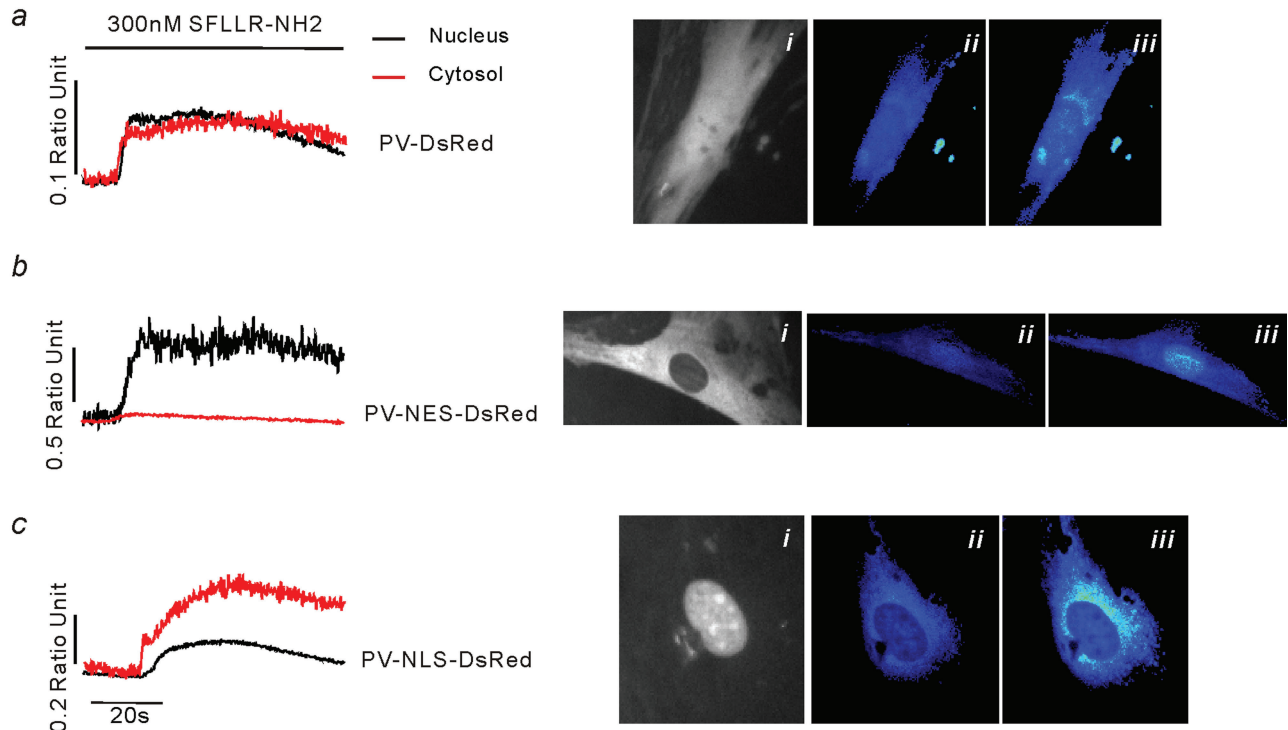 a
300nM SFLLR-NH2
Nucleus
Cytosol
0.1 Ratio Unit
PV-DsRed
i
ii
iii
b
0.5 Ratio Unit
PV-NES-DsRed
i
ii
iii
c
0.2 Ratio Unit
PV-NLS-DsRed
20s
i
ii
iii